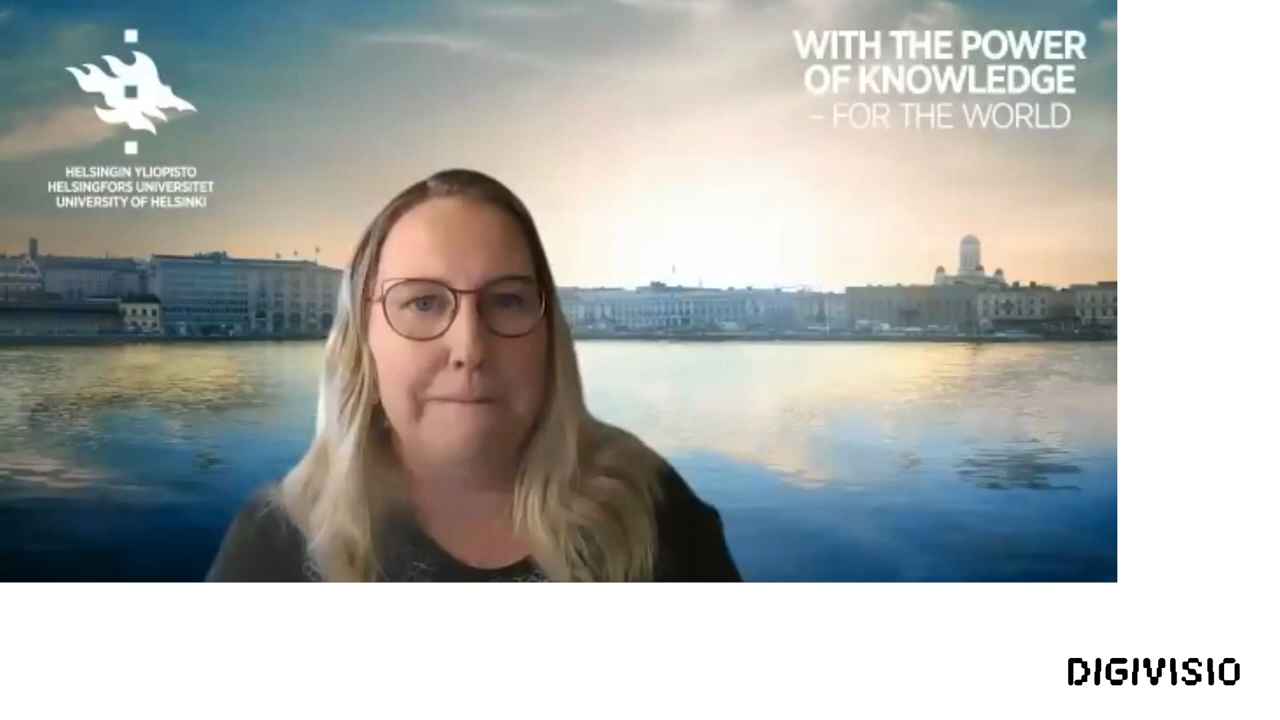 WITH THE POWER
OF KNOWLEDGE
– FOR THE WORLD
HELSINGIN YLIOPISTO
HELSINGFORS UNIVERSITET
UNIVERSITY OF HELSINKI
DIGIVISIO